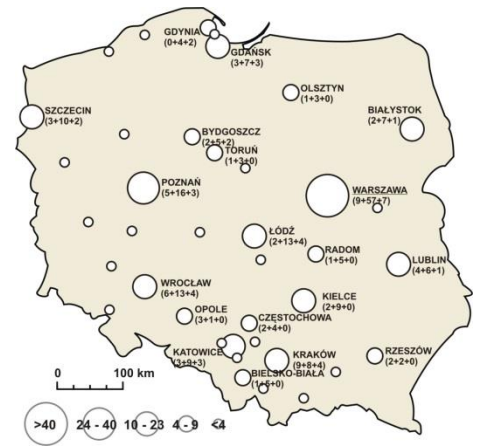 GDYNIA
(0+4+2)
GDAŃSK
(3+7+3)
OLSZTYN
(1+3+0)
SZCZECIN
(3+10+2)
BIAŁYSTOK
(2+7+1)
BYDGOSZCZ
(2+5+2)
TORUŃ
(1+3+0)
POZNAŃ
(5+16+3)
WARSZAWA
(9+57+7)
ŁÓDŹ
(2+13+4)
RADOM
(1+5+0)
LUBLIN
(4+6+1)
WROCŁAW
(6+13+4)
KIELCE
(2+9+0)
OPOLE
(3+1+0)
CZĘSTOCHOWA
(2+4+0)
KATOWICE
(3+9+3)
KRAKÓW
(9+8+4)
RZESZÓW
(2+2+0)
BIELSKO-BIAŁA
(1+5+0)
0 100 km
>40 24 - 40 10 - 23 4 - 9 <4